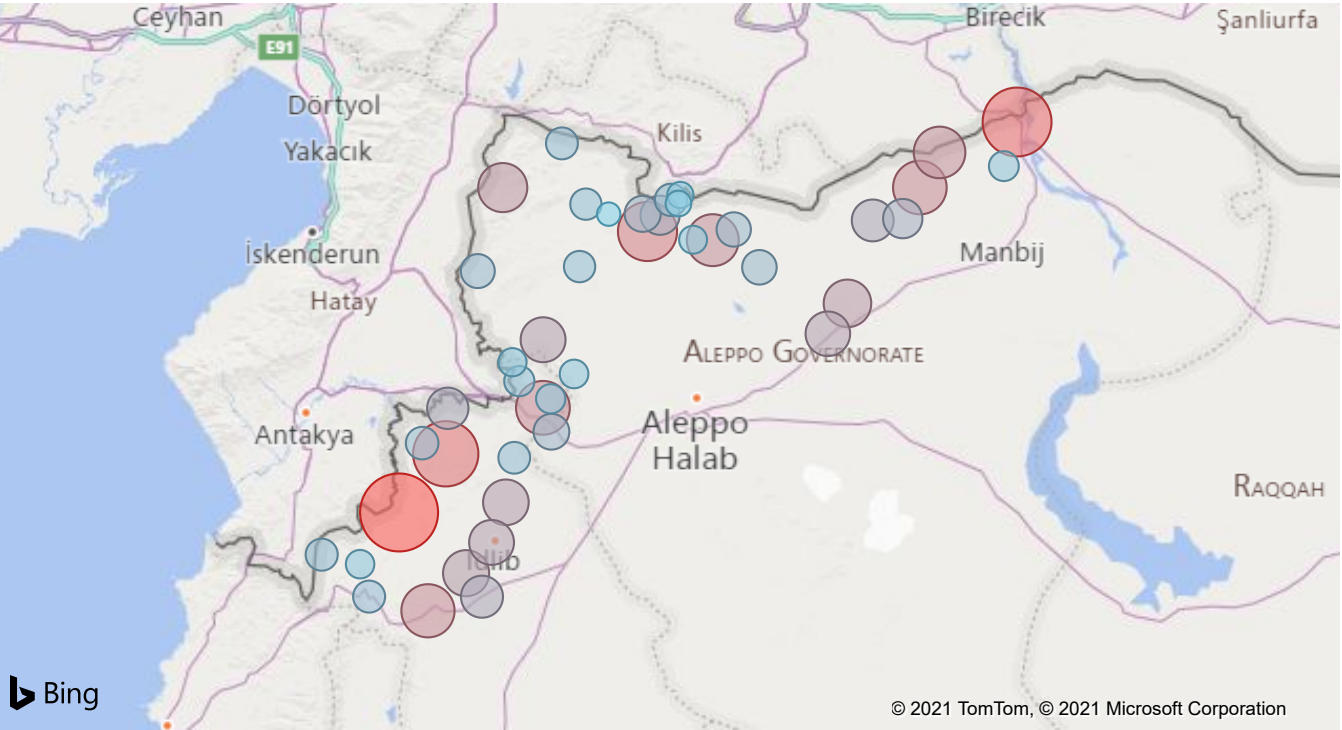 Ceyhan
Birecik
Şanliurfa
E91
Dörtyol
Kilis
Yakacık
İskenderun
Manbij
Hatay
ALEPPO GOVERNORATE
Antakya
Aleppo
Halab
RAQQAH
Idlib
Bing
© 2021 TomTom, © 2021 Microsoft Corporation